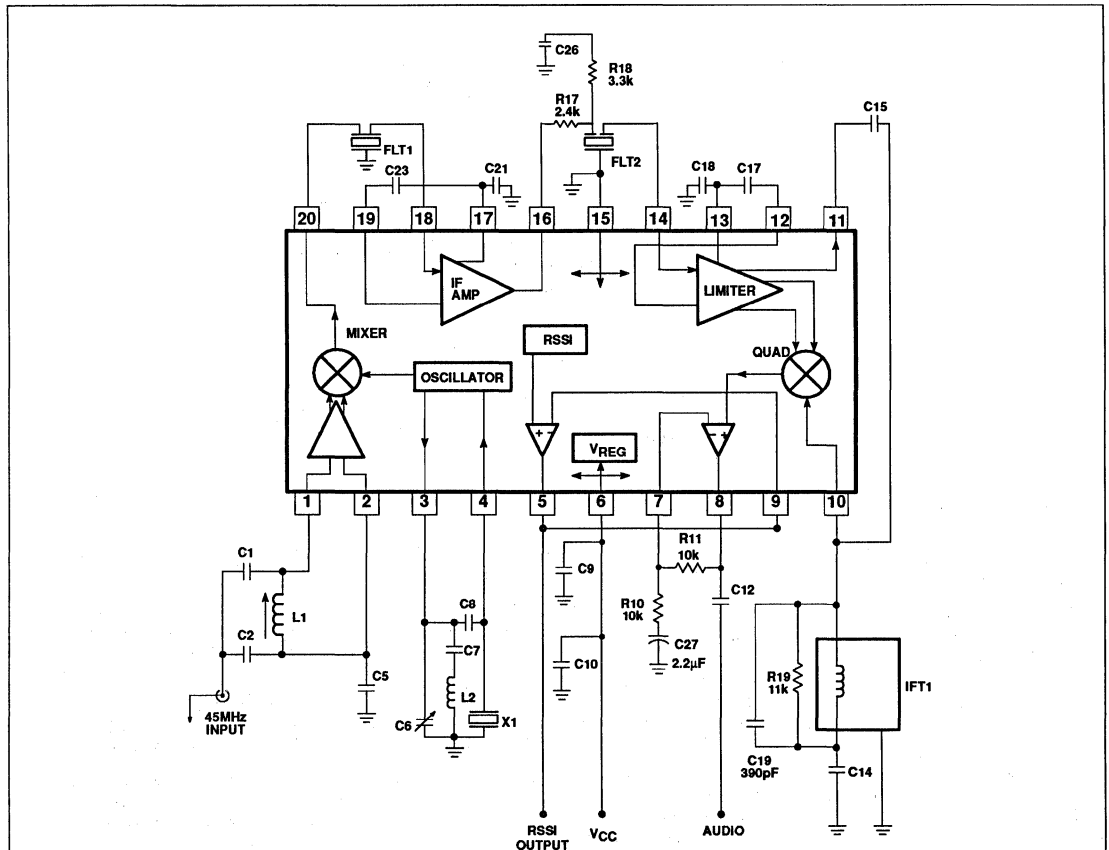 C26
R18
3.3k
R17
2.4k
C15
FLT1
FLT2
C23
C21
C18
C17
20
19
18
17
16
15
14
13
12
11
IF
AMP
LIMITER
MIXER
RSSI
QUAD
OSCILLATOR
+ -
VREG
- +
1
2
3
4
5
6
7
8
9
10
R11
10k
C1
C9
C12
C8
R10
10k
L1
C7
C2
C27
2.2µF
C10
C5
L2
R19
11k
IFT1
45MHz
INPUT
C6
X1
C19
390pF
C14
RSSI
OUTPUT
VCC
AUDIO